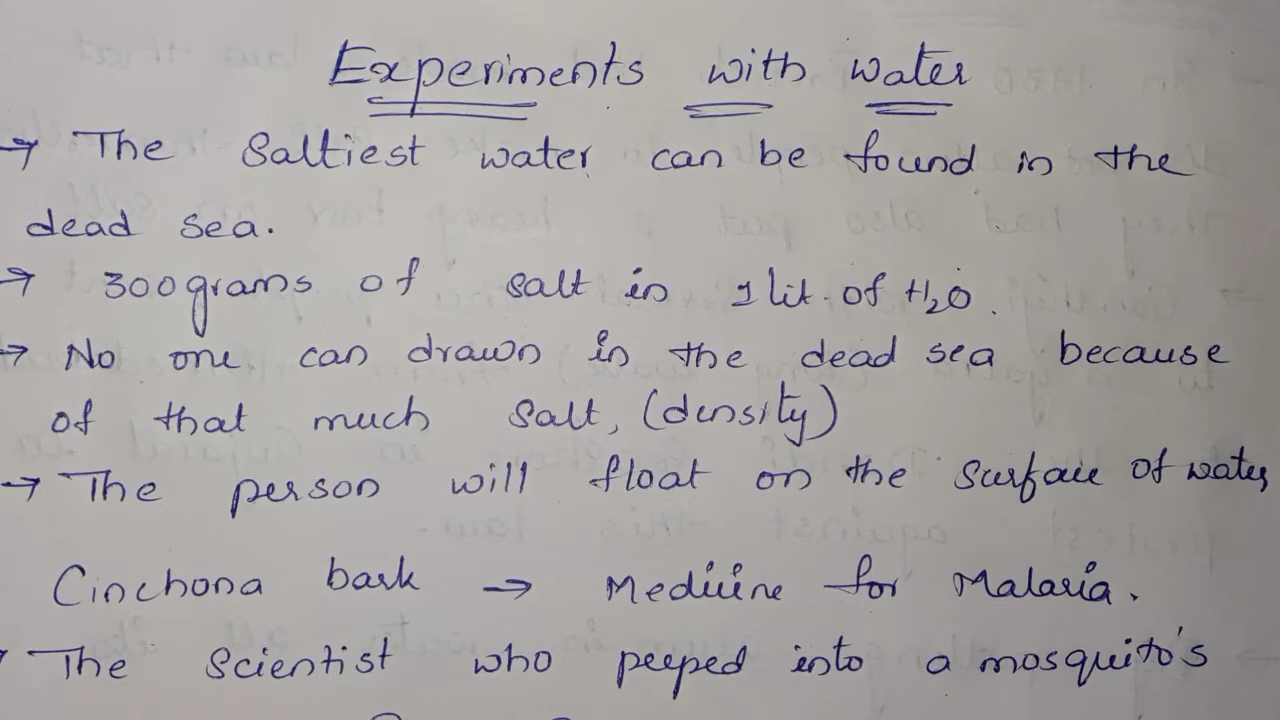 Experiments with water
→ The Saltiest water can be found in the
dead sea.
→ 300grams of salt in 1 lit. of H₂O.
→ No one can drawn in the dead sea because
of that much salt, (density)
→ The person will float on the surface of water,
Cinchona bark → Medicine for Malaria.
The Scientist who peeped into a mosquito's